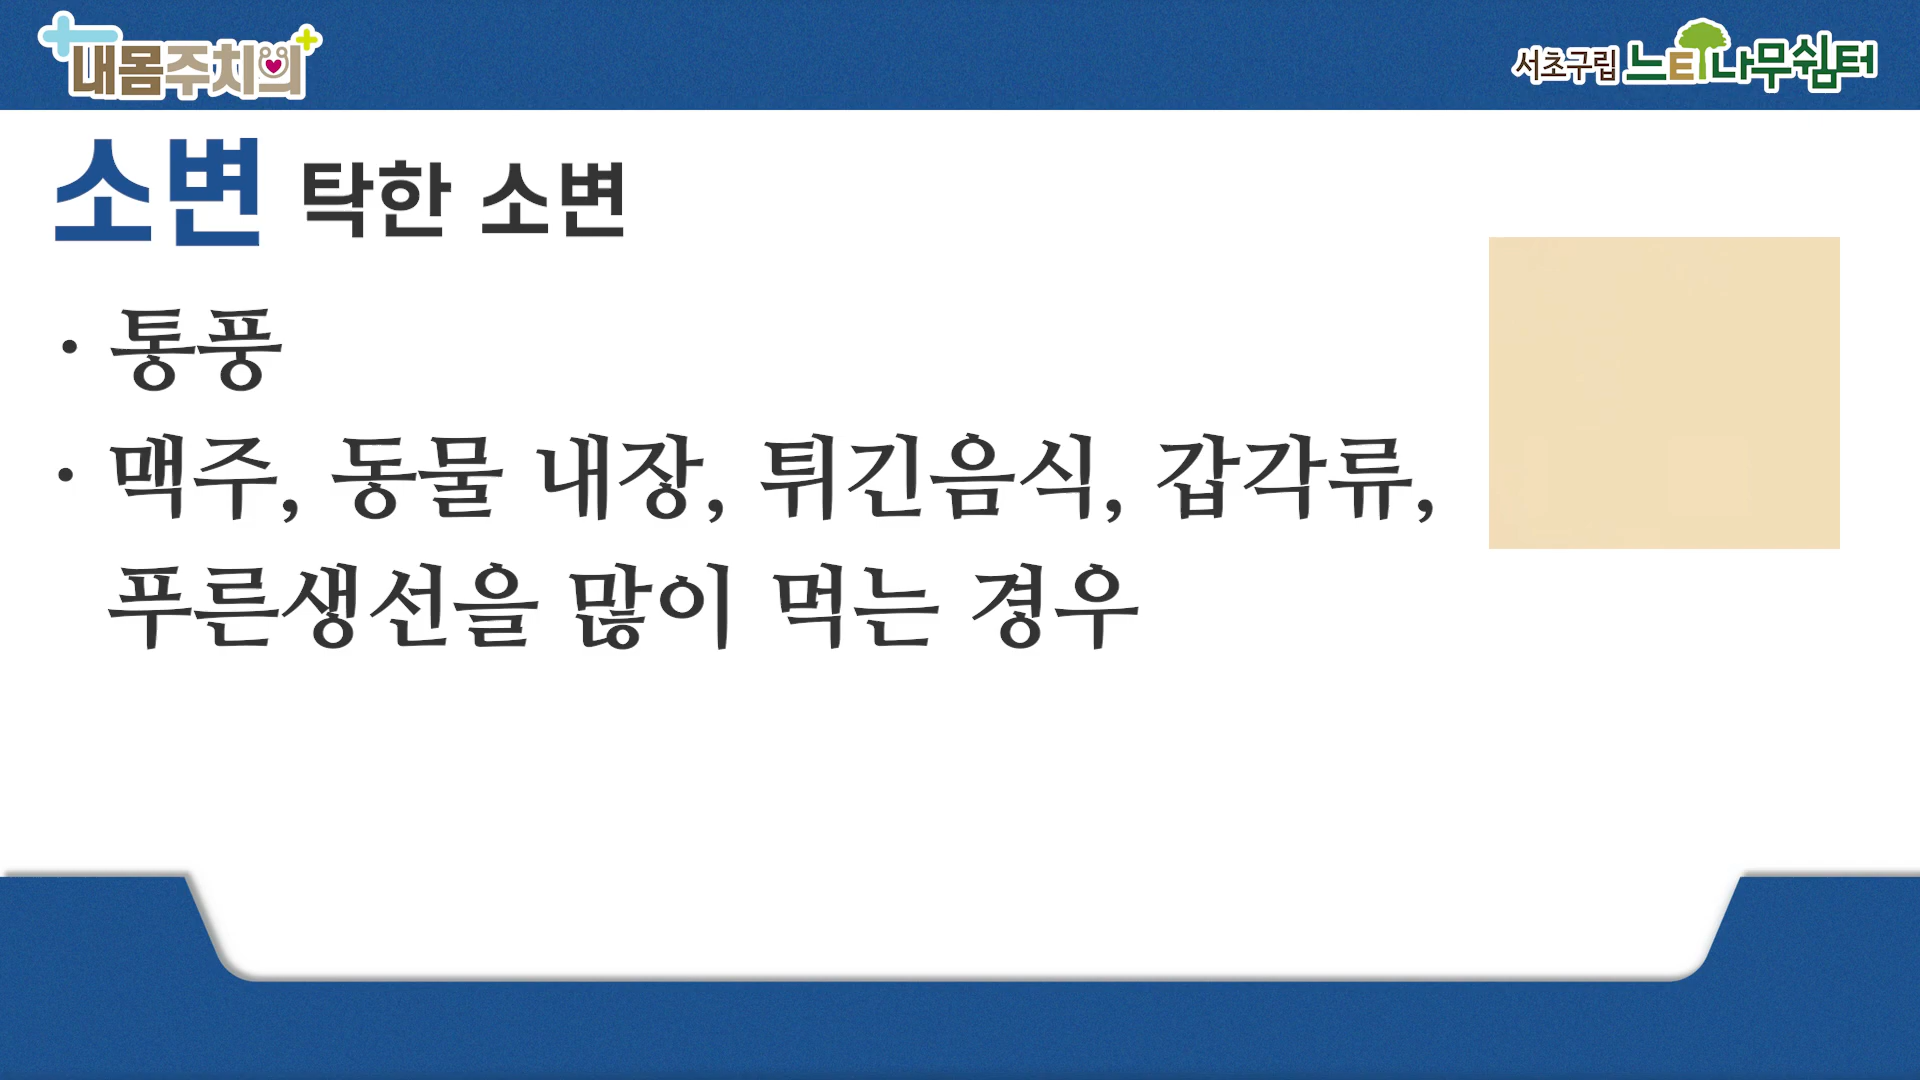 내몸주치의
서초구립 느티나무쉼터
소변 탁한 소변
· 통풍
· 맥주, 동물 내장, 튀긴음식, 갑각류,
푸른생선을 많이 먹는 경우